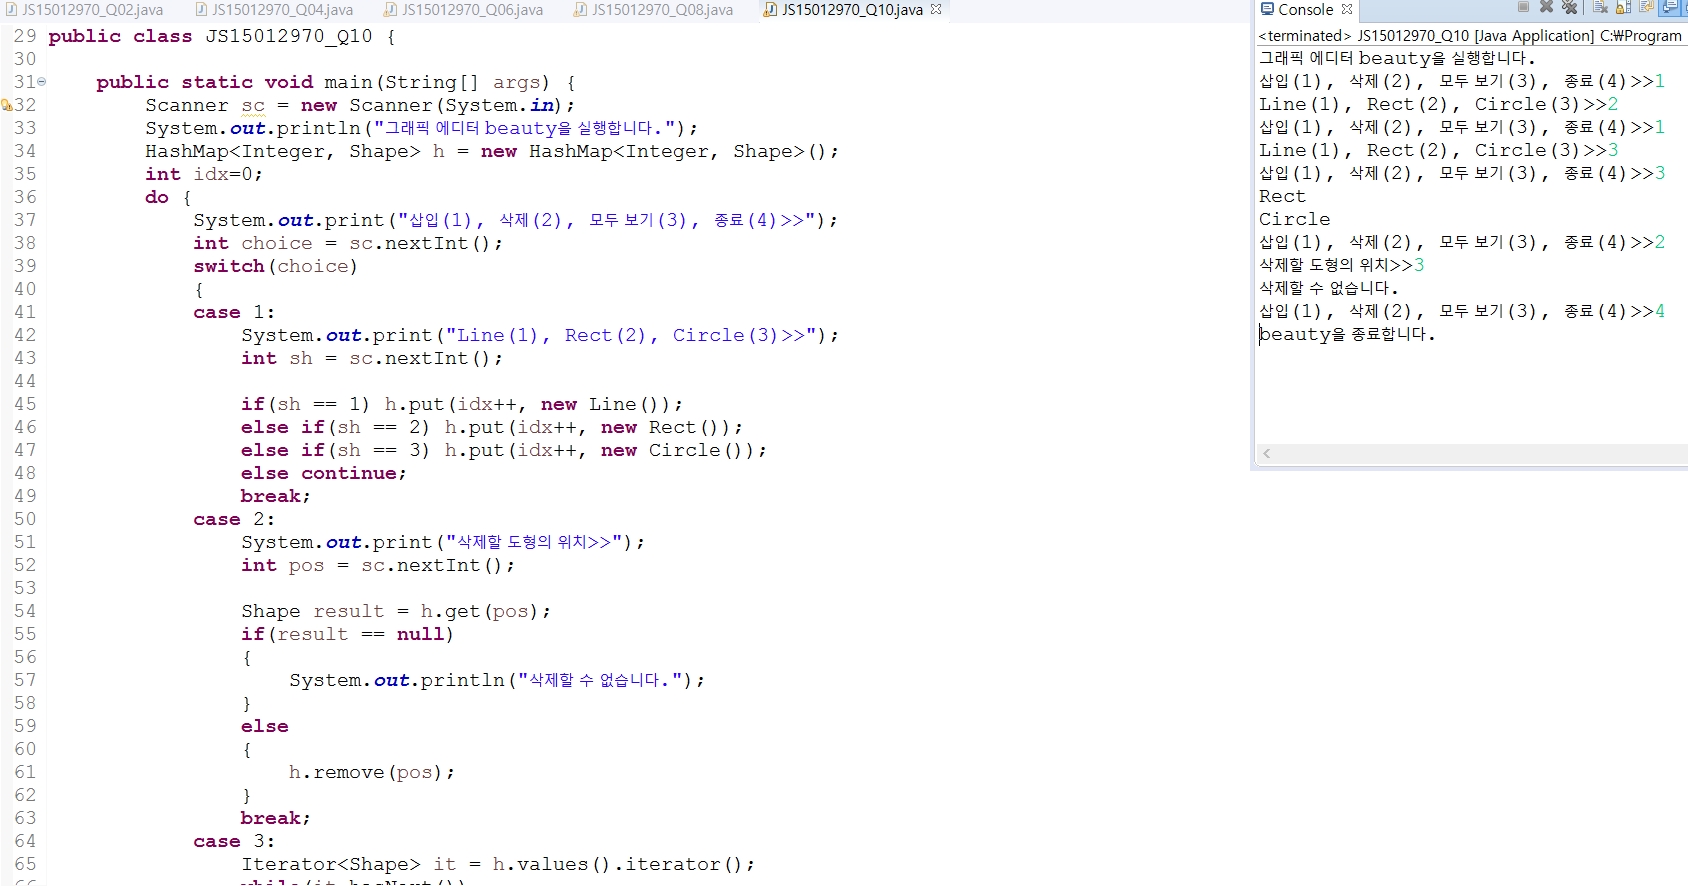 JS15012970_Q02.java JS15012970_Q04.java JS15012970_Q06.java JS15012970_Q08.java JS15012970_Q10.java
29 public class JS15012970_Q10 {
30
31 public static void main(String[] args) {
32 Scanner sc = new Scanner(System.in);
33 System.out.println("그래픽 에디터 beauty을 실행합니다.");
34 HashMap<Integer, Shape> h = new HashMap<Integer, Shape>();
35 int idx=0;
36 do {
37 System.out.print("삽입(1), 삭제(2), 모두 보기(3), 종료(4)>>");
38 int choice = sc.nextInt();
39 switch(choice)
40 {
41 case 1:
42 System.out.print("Line(1), Rect(2), Circle(3)>>");
43 int sh = sc.nextInt();
44
45 if(sh == 1) h.put(idx++, new Line());
46 else if(sh == 2) h.put(idx++, new Rect());
47 else if(sh == 3) h.put(idx++, new Circle());
48 else continue;
49 break;
50 case 2:
51 System.out.print("삭제할 도형의 위치>>");
52 int pos = sc.nextInt();
53
54 Shape result = h.get(pos);
55 if(result == null)
56 {
57 System.out.println("삭제할 수 없습니다.");
58 }
59 else
60 {
61 h.remove(pos);
62 }
63 break;
64 case 3:
65 Iterator<Shape> it = h.values().iterator();
Console
<terminated> JS15012970_Q10 [Java Application] C:₩Program
그래픽 에디터 beauty을 실행합니다.
삽입(1), 삭제(2), 모두 보기(3), 종료(4)>>1
Line(1), Rect(2), Circle(3)>>2
삽입(1), 삭제(2), 모두 보기(3), 종료(4)>>1
Line(1), Rect(2), Circle(3)>>3
삽입(1), 삭제(2), 모두 보기(3), 종료(4)>>3
Rect
Circle
삽입(1), 삭제(2), 모두 보기(3), 종료(4)>>2
삭제할 도형의 위치>>3
삭제할 수 없습니다.
삽입(1), 삭제(2), 모두 보기(3), 종료(4)>>4
beauty을 종료합니다.